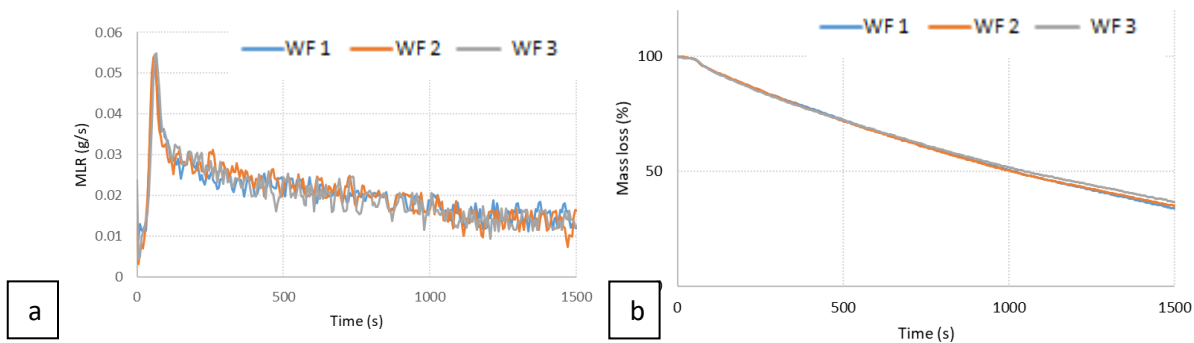 0.06
0.05
0.04
0.03
0.02
0.01
0
MLR (g/s)
WF 1 WF 2 WF 3
0 500 1000 1500
Time (s)
a
100
50
0
Mass loss (%)
WF 1 WF 2 WF 3
0 500 1000 1500
Time (s)
b